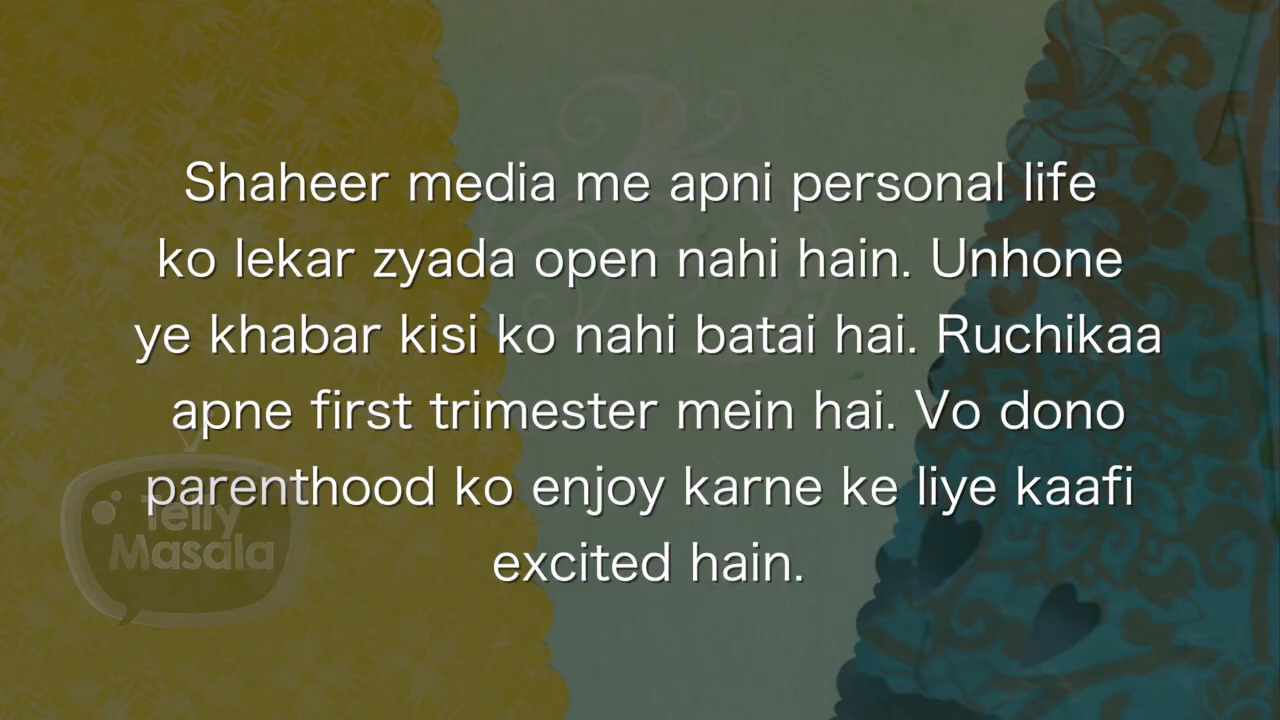 Shaheer media me apni personal life
ko lekar zyada open nahi hain. Unhone
ye khabar kisi ko nahi batai hai. Ruchikaa
apne first trimester mein hai. Vo dono
parenthood ko enjoy karne ke liye kaafi
excited hain.
Telly
Masala